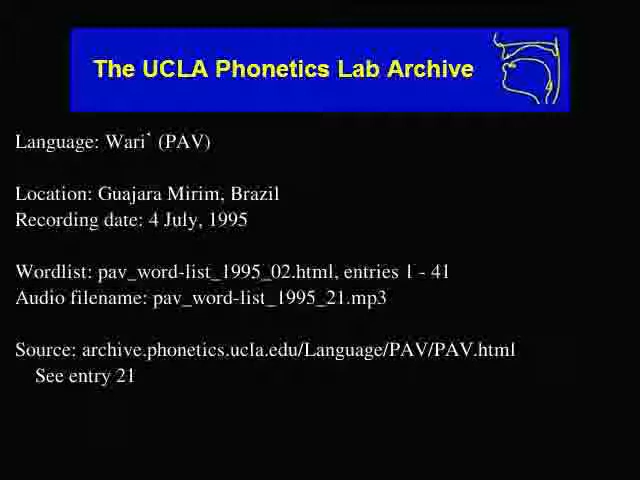 The UCLA Phonetics Lab Archive
Language: Wari` (PAV)
Location: Guajara Mirim, Brazil
Recording date: 4 July, 1995
Wordlist: pav_word-list_1995_02.html, entries 1 - 41
Audio filename: pav_word-list_1995_21.mp3
Source: archive.phonetics.ucla.edu/Language/PAV/PAV.html
See entry 21